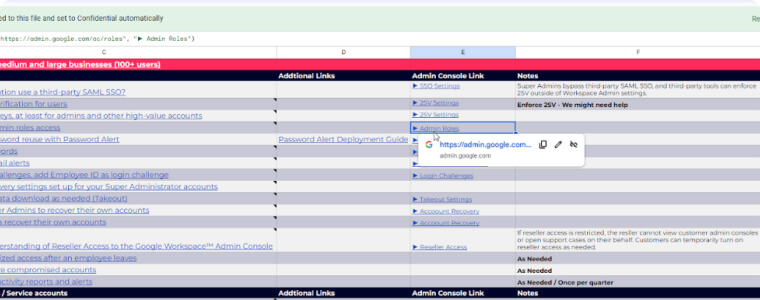 ed to this file and set to Confidential automatically
Re
https://admin.google.com/ac/roles", "► Admin Roles")
C D E F
medium and large businesses (100+ users)
Addtional Links Admin Console Link Notes
tion use a third-party SAML SSO? ► SSO Settings Super Admins bypass third-party SAML SSO, and third-party tools can enforce
2SV outside of Workspace Admin settings.
rification for users ► 2SV Settings Enforce 2SV - We might need help
eys, at least for admins and other high-value accounts ► 2SV Settings
min roles access ► Admin Roles
sword reuse with Password Alert Password Alert Deployment Guide
https://admin.google.com...
admin.google.com
ords
ail alerts
hallenges, add Employee ID as login challenge ► Login Challenges
very settings set up for your Super Administrator accounts
ata download as needed (Takeout) ► Takeout Settings
er Admins to recover their own accounts ► Account Recovery
s recover their own accounts ► Account Recovery
If reseller access is restricted, the resller cannot view customer admin consoles
or open support cases on their behalf. Customers can temporarily turn on
reseller access as needed.
erstanding of Reseller Access to the Google Workspace™ Admin Console ► Reseller Access
ized access after an employee leaves As Needed
re compromised accounts As Needed
activity reports and alerts As Needed / Once per quarter
/ Service accounts Addtional Links Admin Console Link Notes